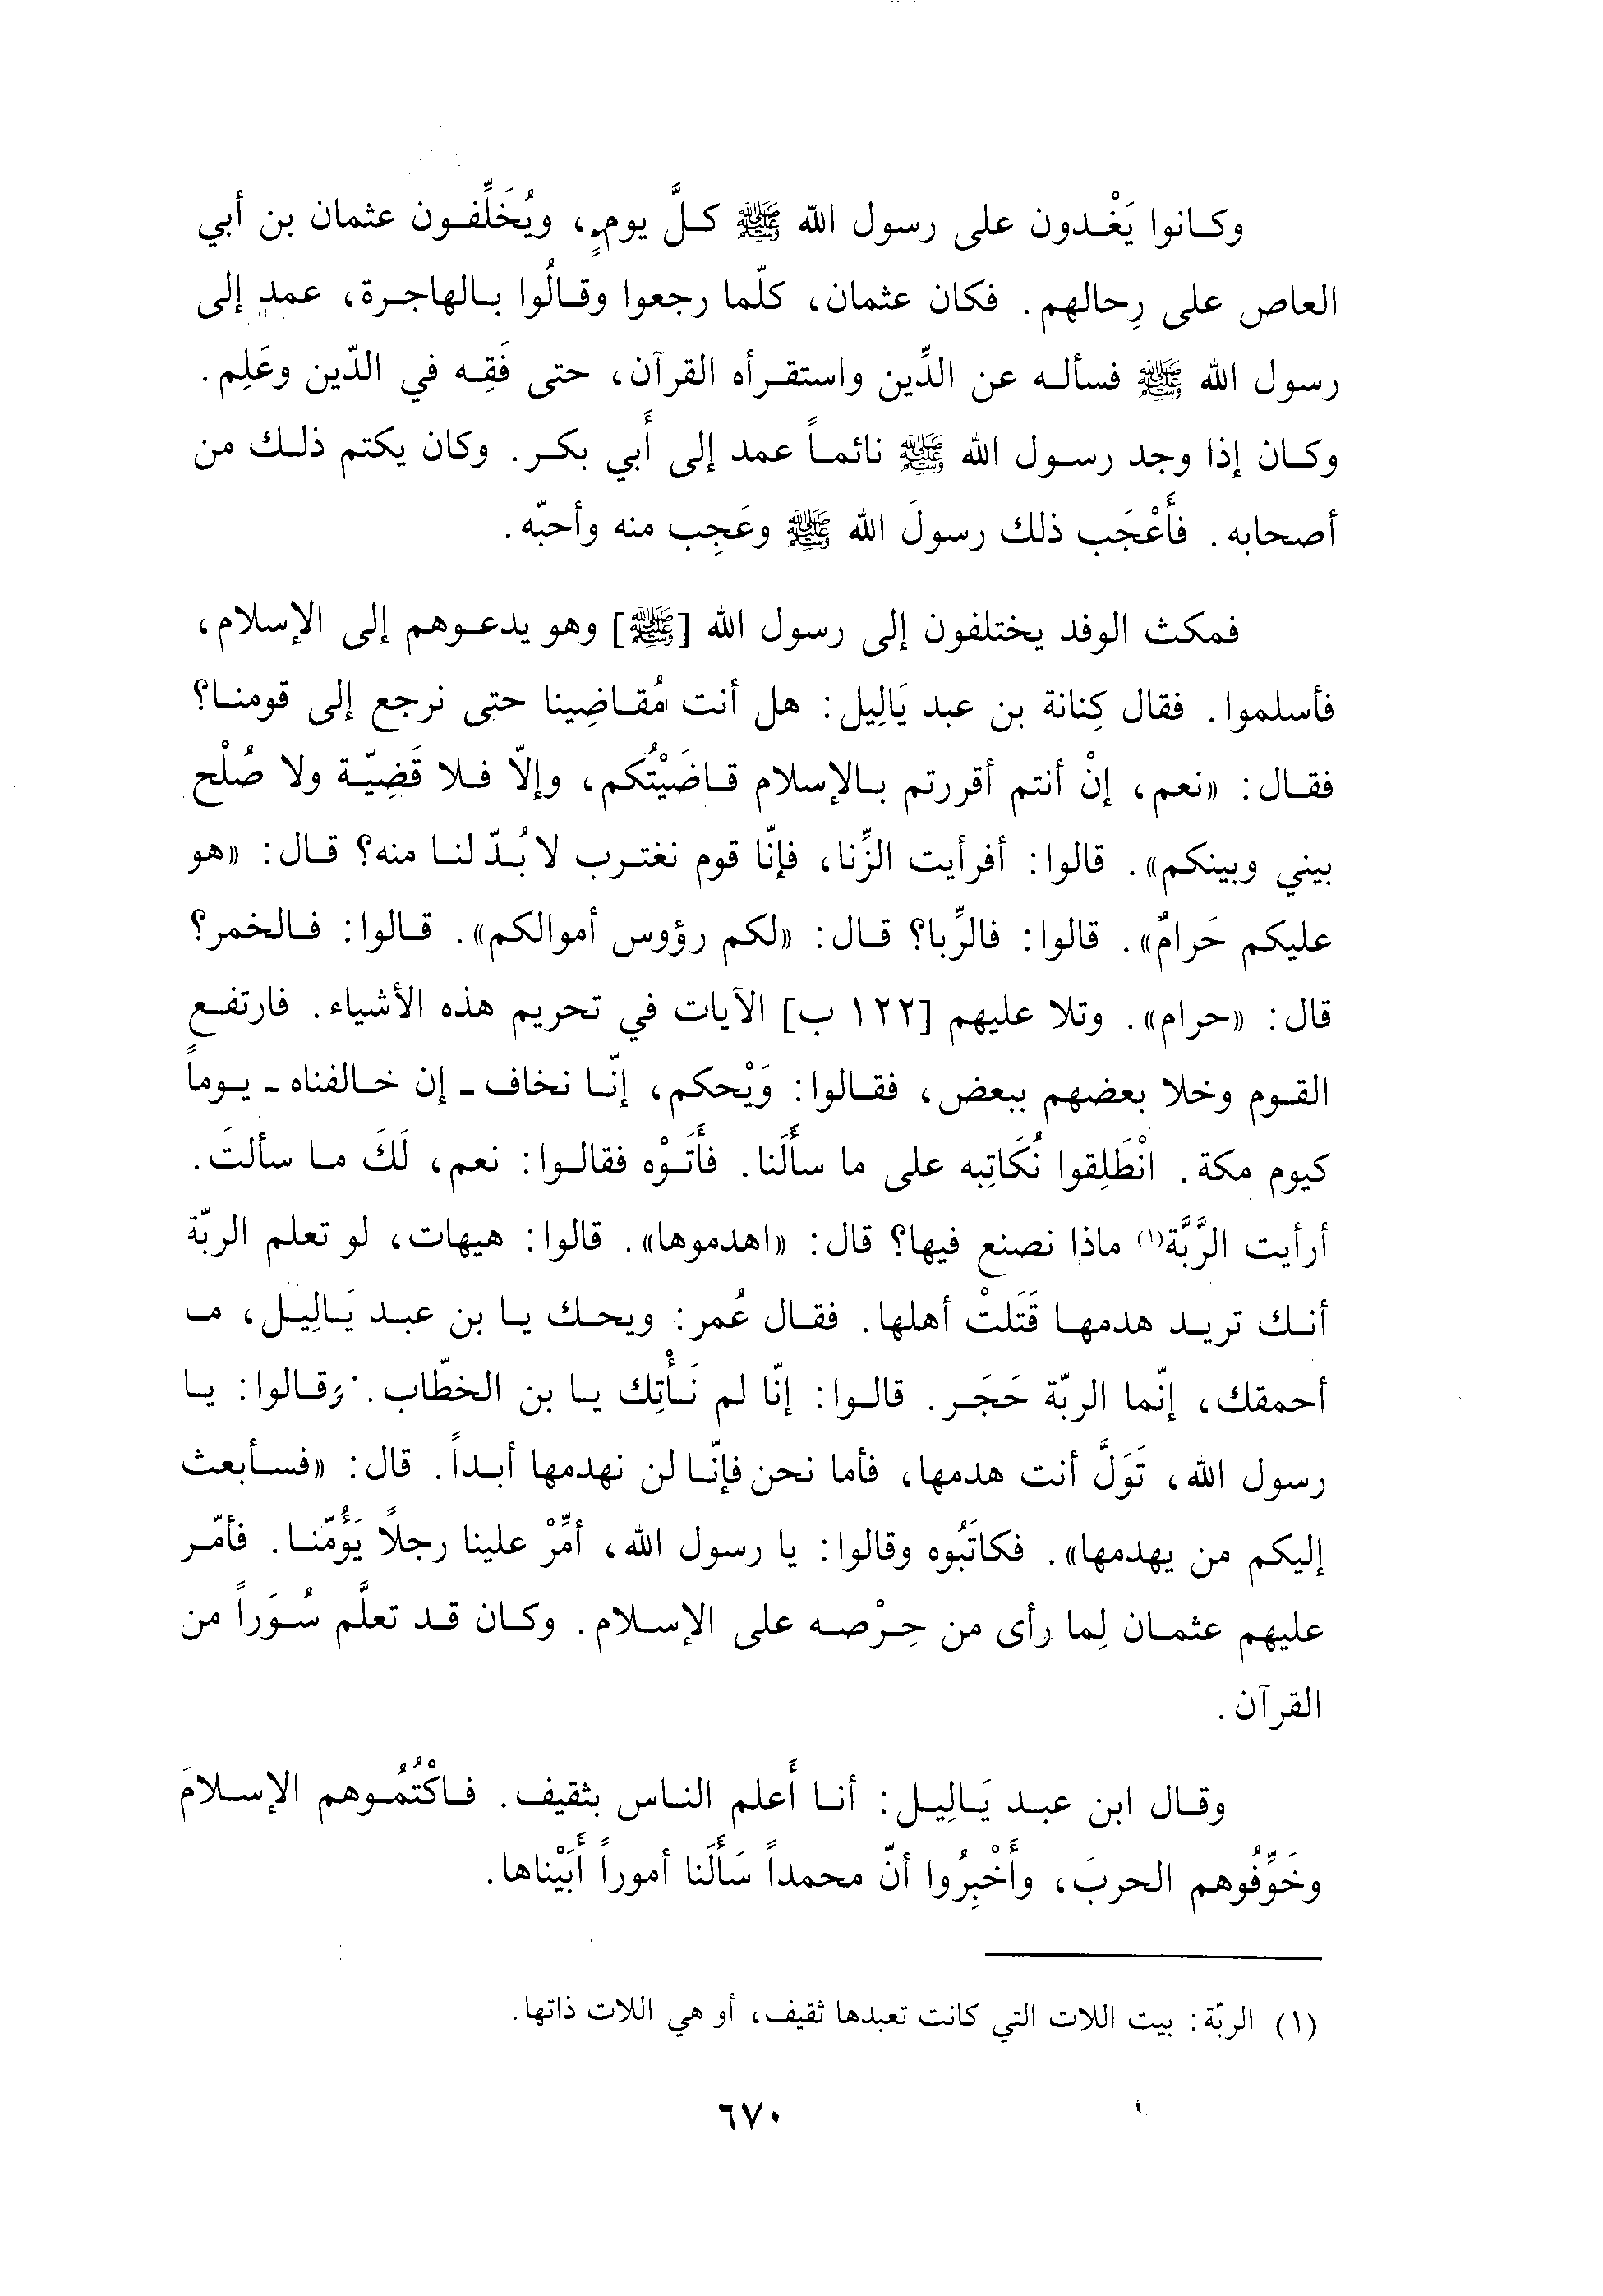 وكانوا يَغْدون على رسول الله ﷺ كلَّ يومٍ، ويُخَلِّفون عثمان بن أبي
العاص على رِحالهم. فكان عثمان، كلّما رجعوا وقالُوا بالهاجرة، عمد إلى
رسول الله ﷺ فسأله عن الدِّين واستقرأه القرآن، حتى فَقِه في الدّين وعَلِم.
وكان إذا وجد رسول الله ﷺ نائماً عمد إلى أَبي بكر. وكان يكتم ذلك من
أصحابه. فأَعْجَب ذلك رسولَ الله ﷺ وعَجِب منه وأحبّه.
فمكث الوفد يختلفون إلى رسول الله [ﷺ] وهو يدعوهم إلى الإسلام،
فأسلموا. فقال كِنانة بن عبد يَالِيل: هل أنت مُقاضِينا حتى نرجع إلى قومنا؟
فقال: «نعم، إنْ أنتم أقررتم بالإسلام قاضَيْتُكم، وإلّا فلا قَضِيّة ولا صُلْح
بيني وبينكم». قالوا: أفرأيت الزِّنا، فإنّا قوم نغترب لا بُدّ لنا منه؟ قال: «هو
عليكم حَرامٌ». قالوا: فالرِّبا؟ قال: «لكم رؤوس أموالكم». قالوا: فالخمر؟
قال: «حرام». وتلا عليهم [١٢٢ ب] الآيات في تحريم هذه الأشياء. فارتفع
القوم وخلا بعضهم ببعض، فقالوا: وَيْحكم، إنّا نخاف ـ إن خالفناه ـ يوماً
كيوم مكة. انْطَلِقوا نُكَاتِبه على ما سأَلَنا. فأَتَوْه فقالوا: نعم، لَكَ ما سألتَ.
أرأيت الرَّبَّة(١) ماذا نصنع فيها؟ قال: «اهدموها». قالوا: هيهات، لو تعلم الربّة
أنك تريد هدمها قَتَلتْ أهلها. فقال عُمر: ويحك يا بن عبد يَالِيل، ما
أحمقك، إنّما الربّة حَجَر. قالوا: إنّا لم نَأْتِك يا بن الخطّاب. وقالوا: يا
رسول الله، تَوَلَّ أنت هدمها، فأما نحن فإنّا لن نهدمها أبداً. قال: «فسأبعث
إليكم من يهدمها». فكاتَبُوه وقالوا: يا رسول الله، أمِّرْ علينا رجلًا يَؤُمّنا. فأمّر
عليهم عثمان لِما رأى من حِرْصه على الإسلام. وكان قد تعلَّم سُوَراً من
القرآن.
وقال ابن عبد يَالِيل: أنا أَعلم الناس بثقيف. فاكْتُمُوهم الإسلامَ
وخَوِّفُوهم الحربَ، وأَخْبِرُوا أنّ محمداً سَأَلَنا أموراً أَبَيْناها.
(١) الربّة: بيت اللات التي كانت تعبدها ثقيف، أو هي اللات ذاتها.
٦٧٠